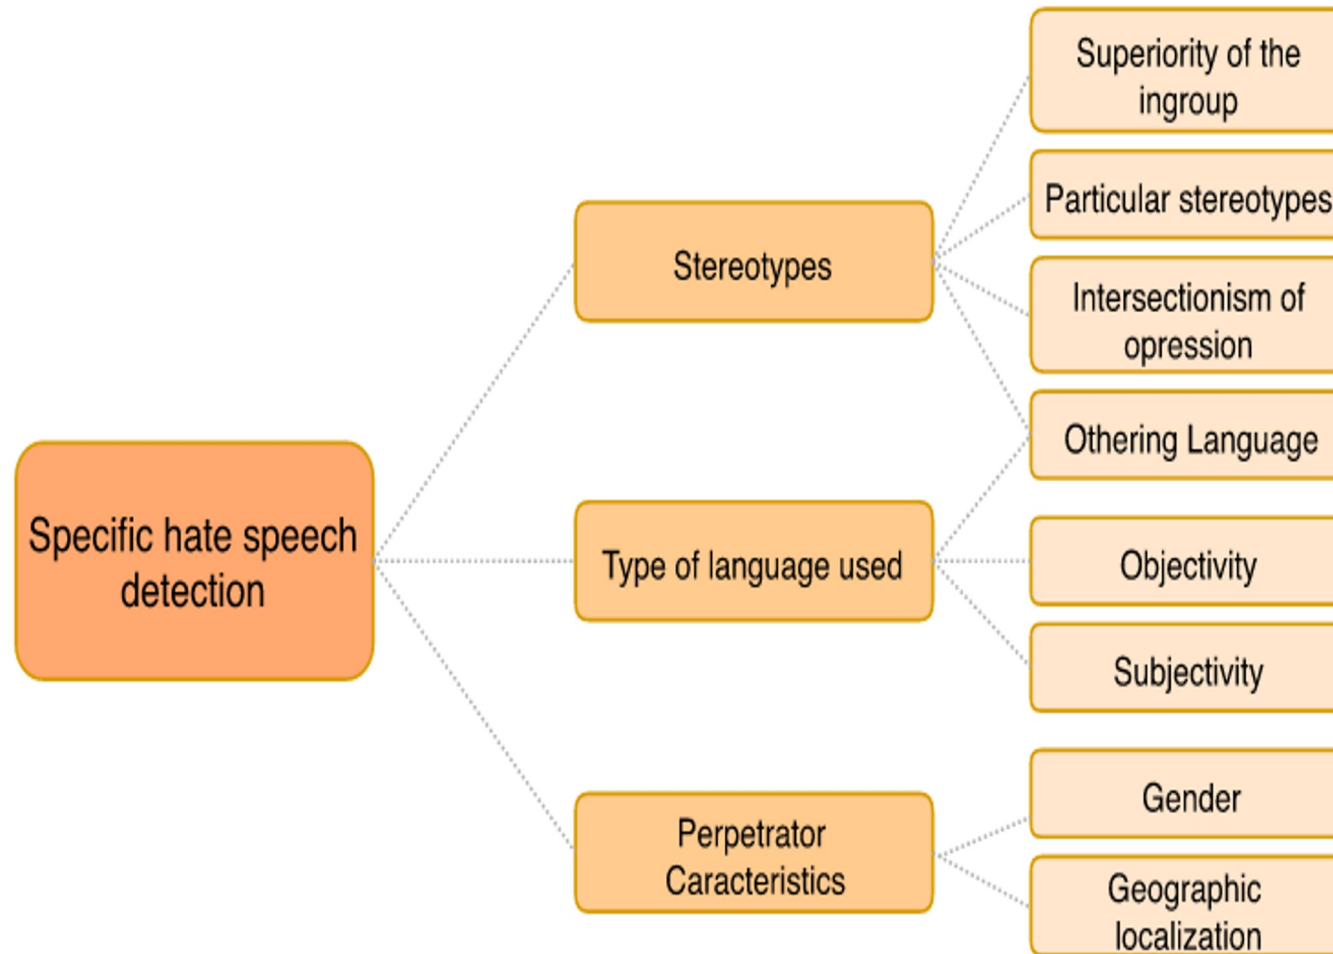 Superiority of the
ingroup
Particular stereotypes
Stereotypes
Intersectionism of
opression
Othering Language
Specific hate speech
detection
Type of language used
Objectivity
Subjectivity
Perpetrator
Caracteristics
Gender
Geographic
localization